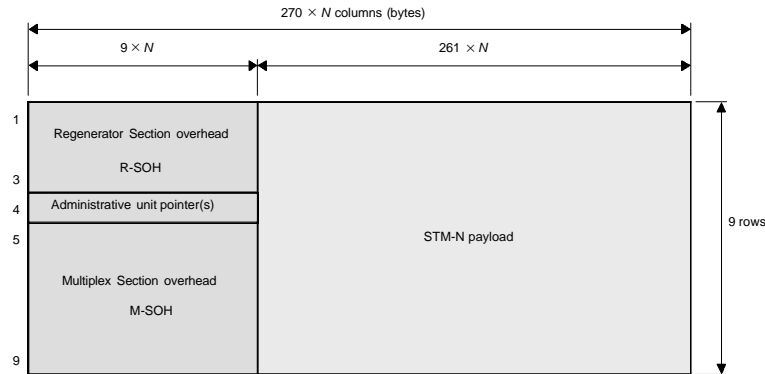 270 × N columns (bytes)
9 × N
261 × N
1
Regenerator Section overhead
R-SOH
3
4
Administrative unit pointer(s)
5
STM-N payload
9 rows
Multiplex Section overhead
M-SOH
9